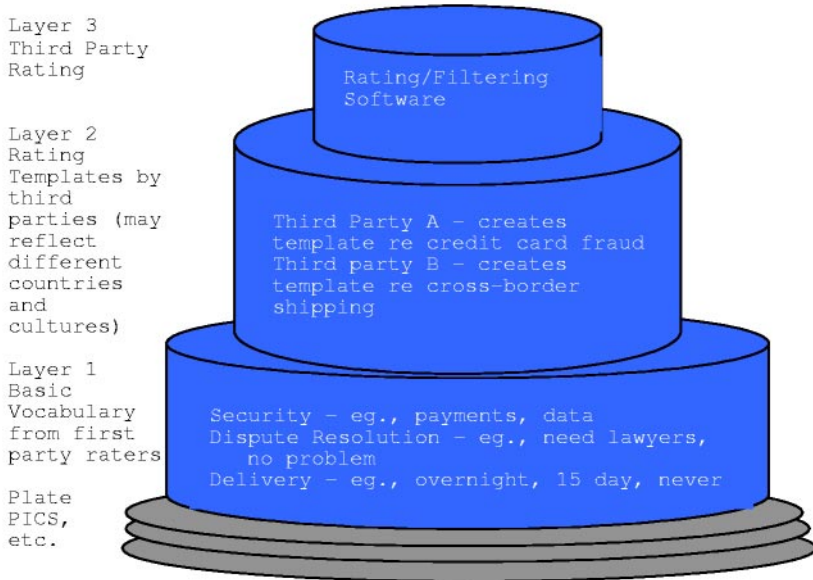 Layer 3
Third Party
Rating
Rating/Filtering
Software
Layer 2
Rating
Templates by
third
parties (may
reflect
different
countries
and
cultures)
Third Party A - creates
template re credit card fraud
Third party B - creates
template re cross-border
shipping
Layer 1
Basic
Vocabulary
from first
party raters
Security - eg., payments, data
Dispute Resolution - eg., need lawyers,
no problem
Delivery - eg., overnight, 15 day, never
Plate
PICS,
etc.